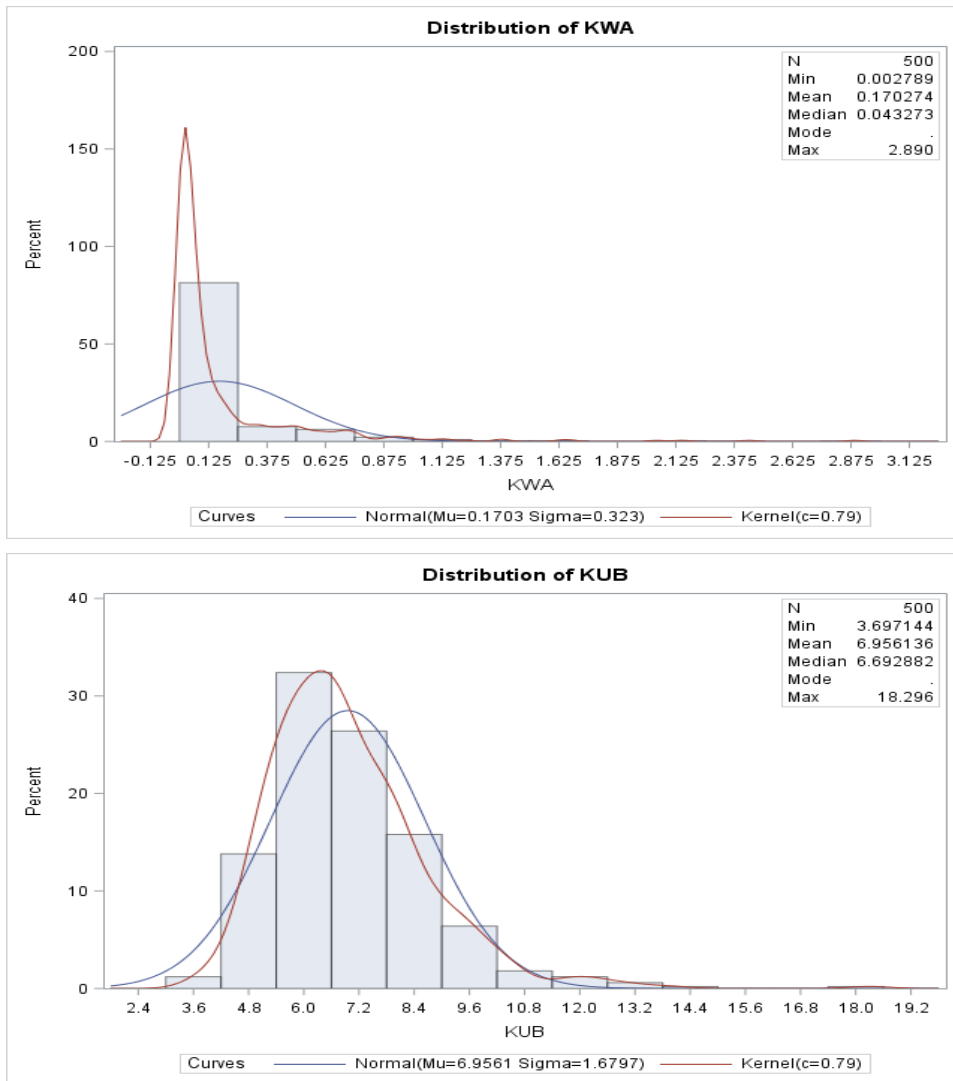 Distribution of KWA
200
150
100
50
0
Percent
N 500
Min 0.002789
Mean 0.170274
Median 0.043273
Mode .
Max 2.890
-0.125 0.125 0.375 0.625 0.875 1.125 1.375 1.625 1.875 2.125 2.375 2.625 2.875 3.125
KWA
Curves Normal(Mu=0.1703 Sigma=0.323) Kernel(c=0.79)
Distribution of KUB
40
30
20
10
0
Percent
N 500
Min 3.697144
Mean 6.956136
Median 6.692882
Mode .
Max 18.296
2.4 3.6 4.8 6.0 7.2 8.4 9.6 10.8 12.0 13.2 14.4 15.6 16.8 18.0 19.2
KUB
Curves Normal(Mu=6.9561 Sigma=1.6797) Kernel(c=0.79)